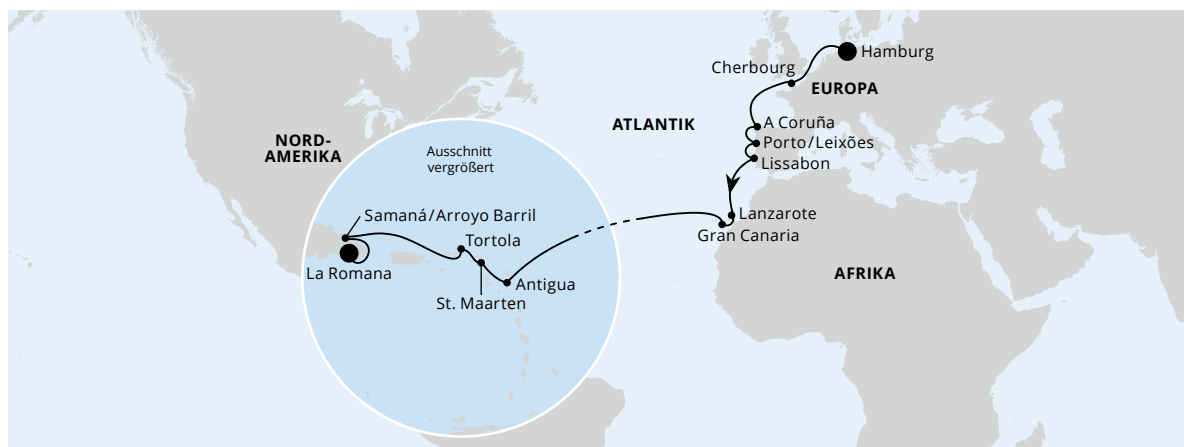 Hamburg
Cherbourg
EUROPA
A Coruña
ATLANTIK
NORD-
AMERIKA
Porto/Leixões
Ausschnitt
vergrößert
Lissabon
Samaná/Arroyo Barril
Lanzarote
Gran Canaria
Tortola
La Romana
AFRIKA
Antigua
St. Maarten